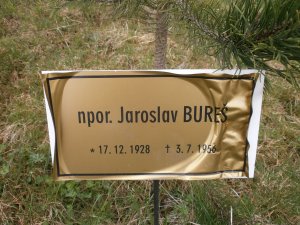 npor. Jaroslav BUREŠ
* 17. 12. 1928 † 3. 7. 1956